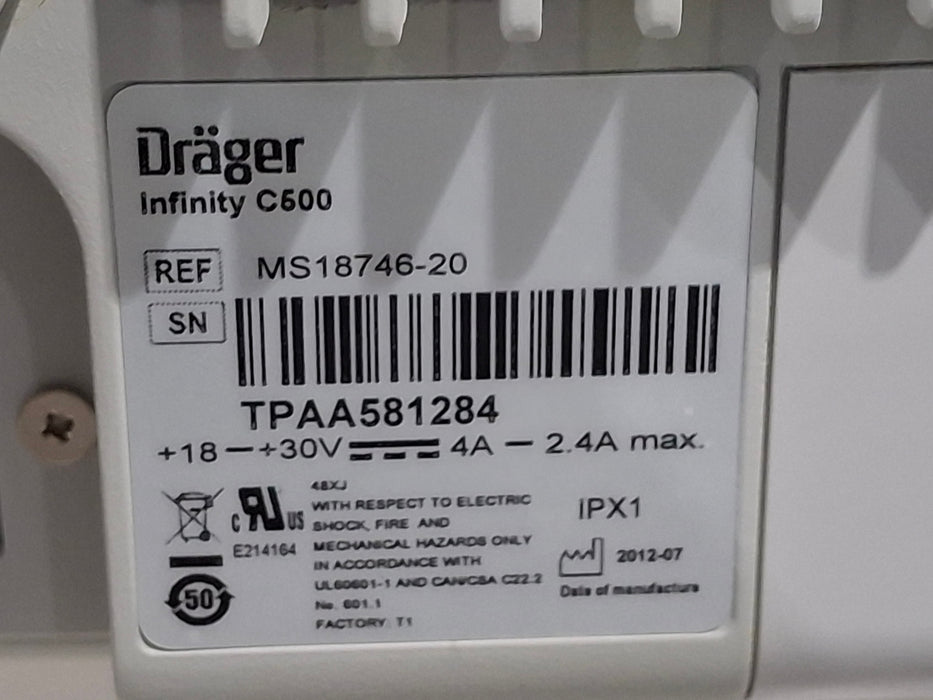 Dräger
Infinity C500
REF MS18746-20
SN
TPAA581284
+18 — +30V 4A — 2.4A max.
48XJ
WITH RESPECT TO ELECTRIC
SHOCK, FIRE AND
MECHANICAL HAZARDS ONLY
IN ACCORDANCE WITH
UL60601-1 AND CAN/CSA C22.2
No. 601.1
FACTORY: T1
c RU US
E214164
50
IPX1
2012-07
Date of manufacture